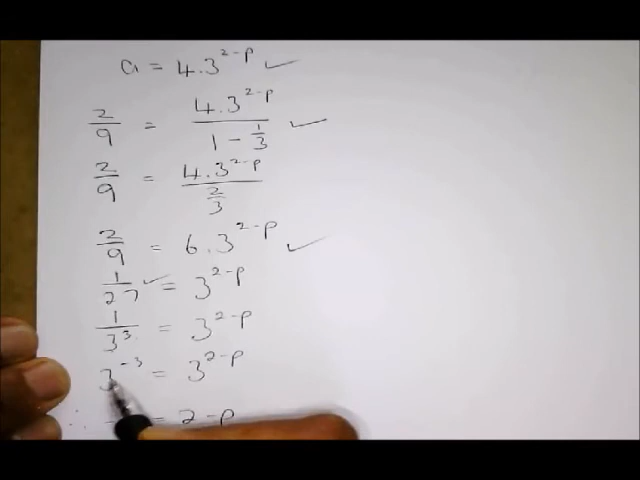 a = 4.3^{2-p} ✓
2/9 = 4.3^{2-p} / (1 - 1/3) ✓
2/9 = 4.3^{2-p} / (2/3)
2/9 = 6.3^{2-p} ✓
1/27 ✓ = 3^{2-p}
1/3^3 = 3^{2-p}
3^{-3} = 3^{2-p}
∴ = 2-p